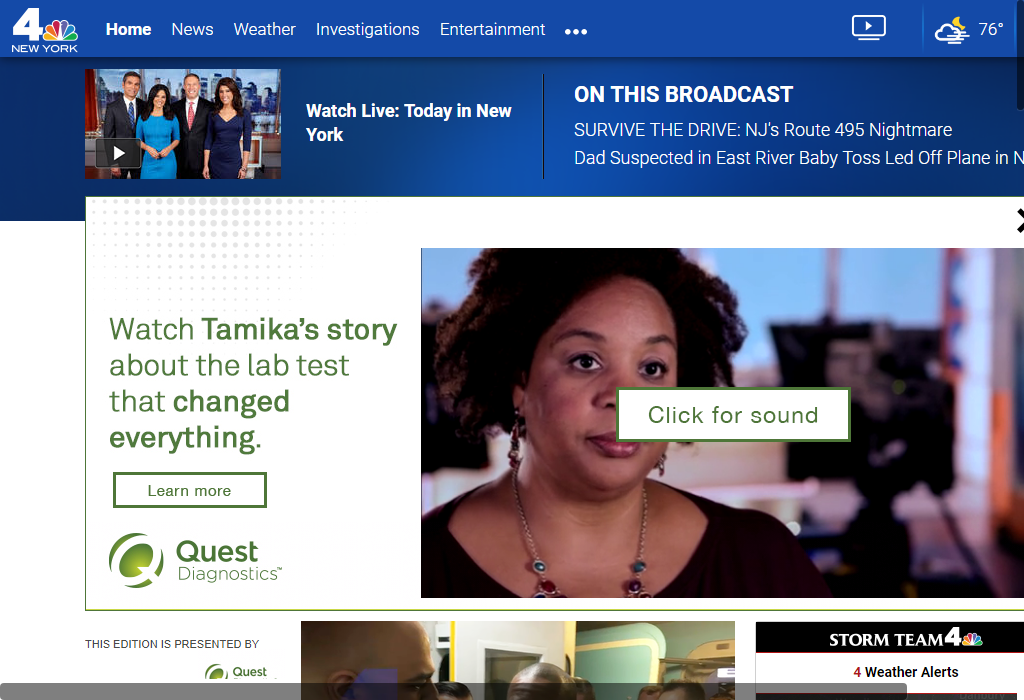 4
NEW YORK
Home News Weather Investigations Entertainment
76°
Watch Live: Today in New
York
ON THIS BROADCAST
SURVIVE THE DRIVE: NJ's Route 495 Nightmare
Dad Suspected in East River Baby Toss Led Off Plane in N
Watch Tamika's story
about the lab test
that changed
everything.
Learn more
Quest
Diagnostics™
Click for sound
THIS EDITION IS PRESENTED BY
Quest
STORM TEAM 4
4 Weather Alerts